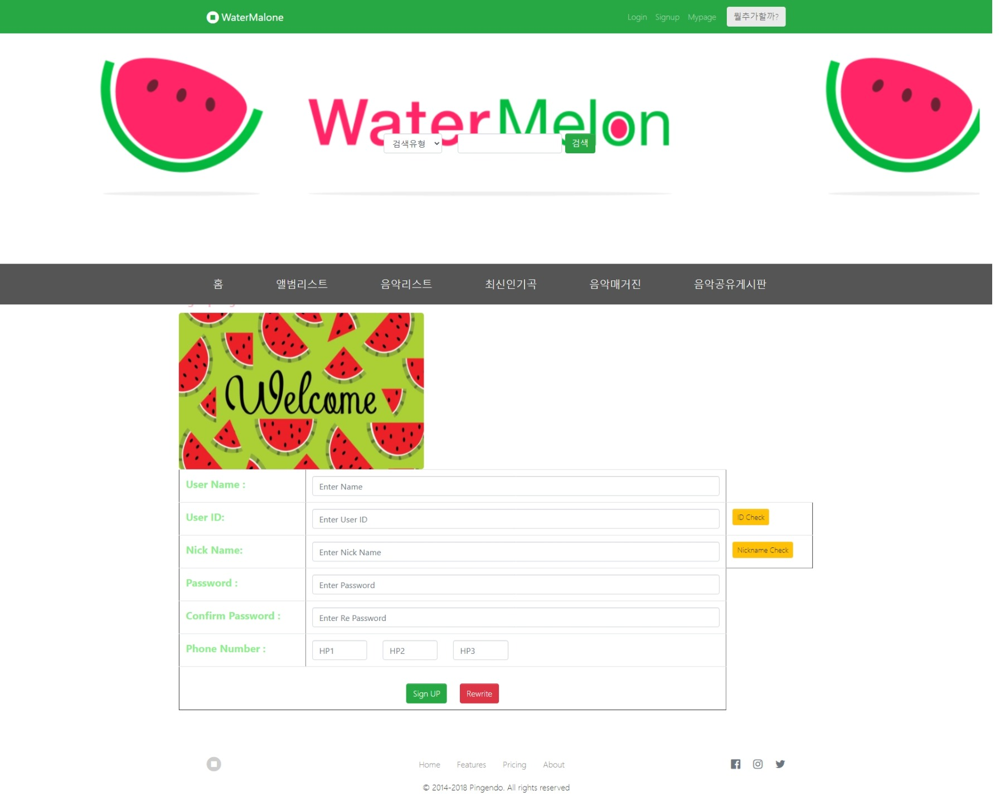 WaterMalone Login Signup Mypage 뭘추가할까?
WaterMelon
검색유형 검색
홈 앨범리스트 음악리스트 최신인기곡 음악매거진 음악공유게시판
Welcome
User Name : Enter Name
User ID: Enter User ID ID Check
Nick Name: Enter Nick Name Nickname Check
Password : Enter Password
Confirm Password : Enter Re Password
Phone Number : HP1 HP2 HP3
Sign UP Rewrite
Home Features Pricing About
© 2014-2018 Pingendo. All rights reserved